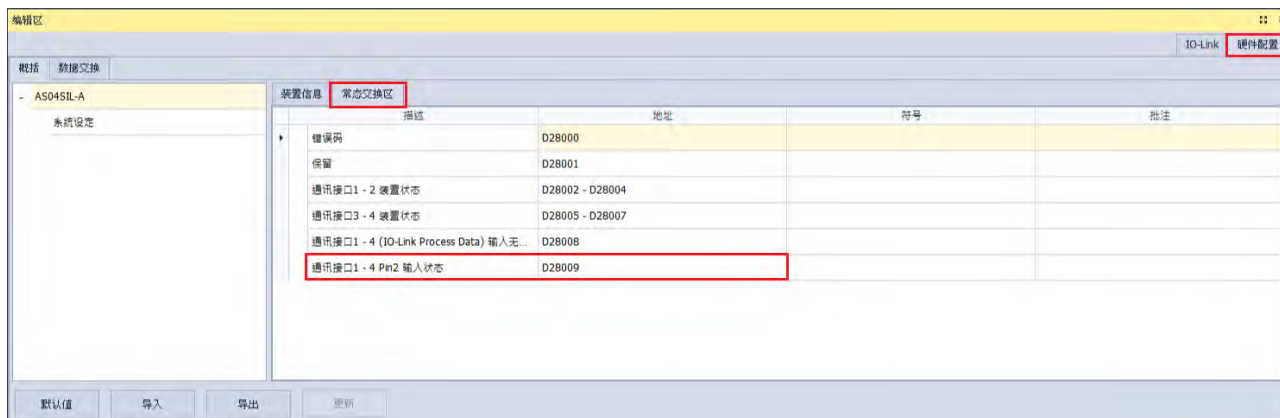 编辑区
IO-Link 硬件配置
概括 数据交换
- AS04SIL-A
系统设定
装置信息 常态交换区
描述 地址 符号 批注
错误码 D28000
保留 D28001
通讯接口1 - 2 装置状态 D28002 - D28004
通讯接口3 - 4 装置状态 D28005 - D28007
通讯接口1 - 4 (IO-Link Process Data) 输入无... D28008
通讯接口1 - 4 Pin2 输入状态 D28009
默认值 导入 导出 更新